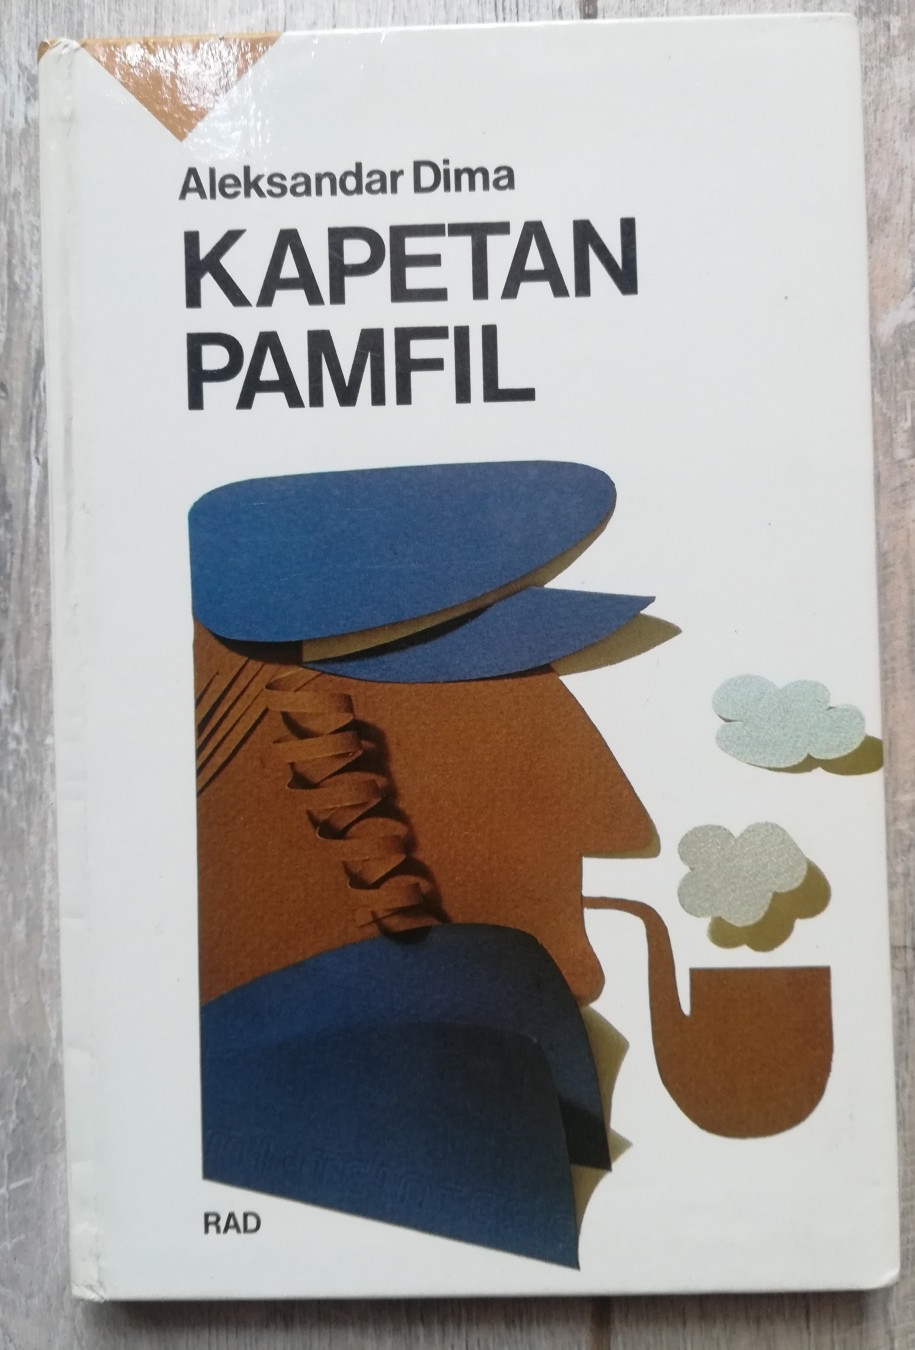 Aleksandar Dima
KAPETAN
PAMFIL
RAD